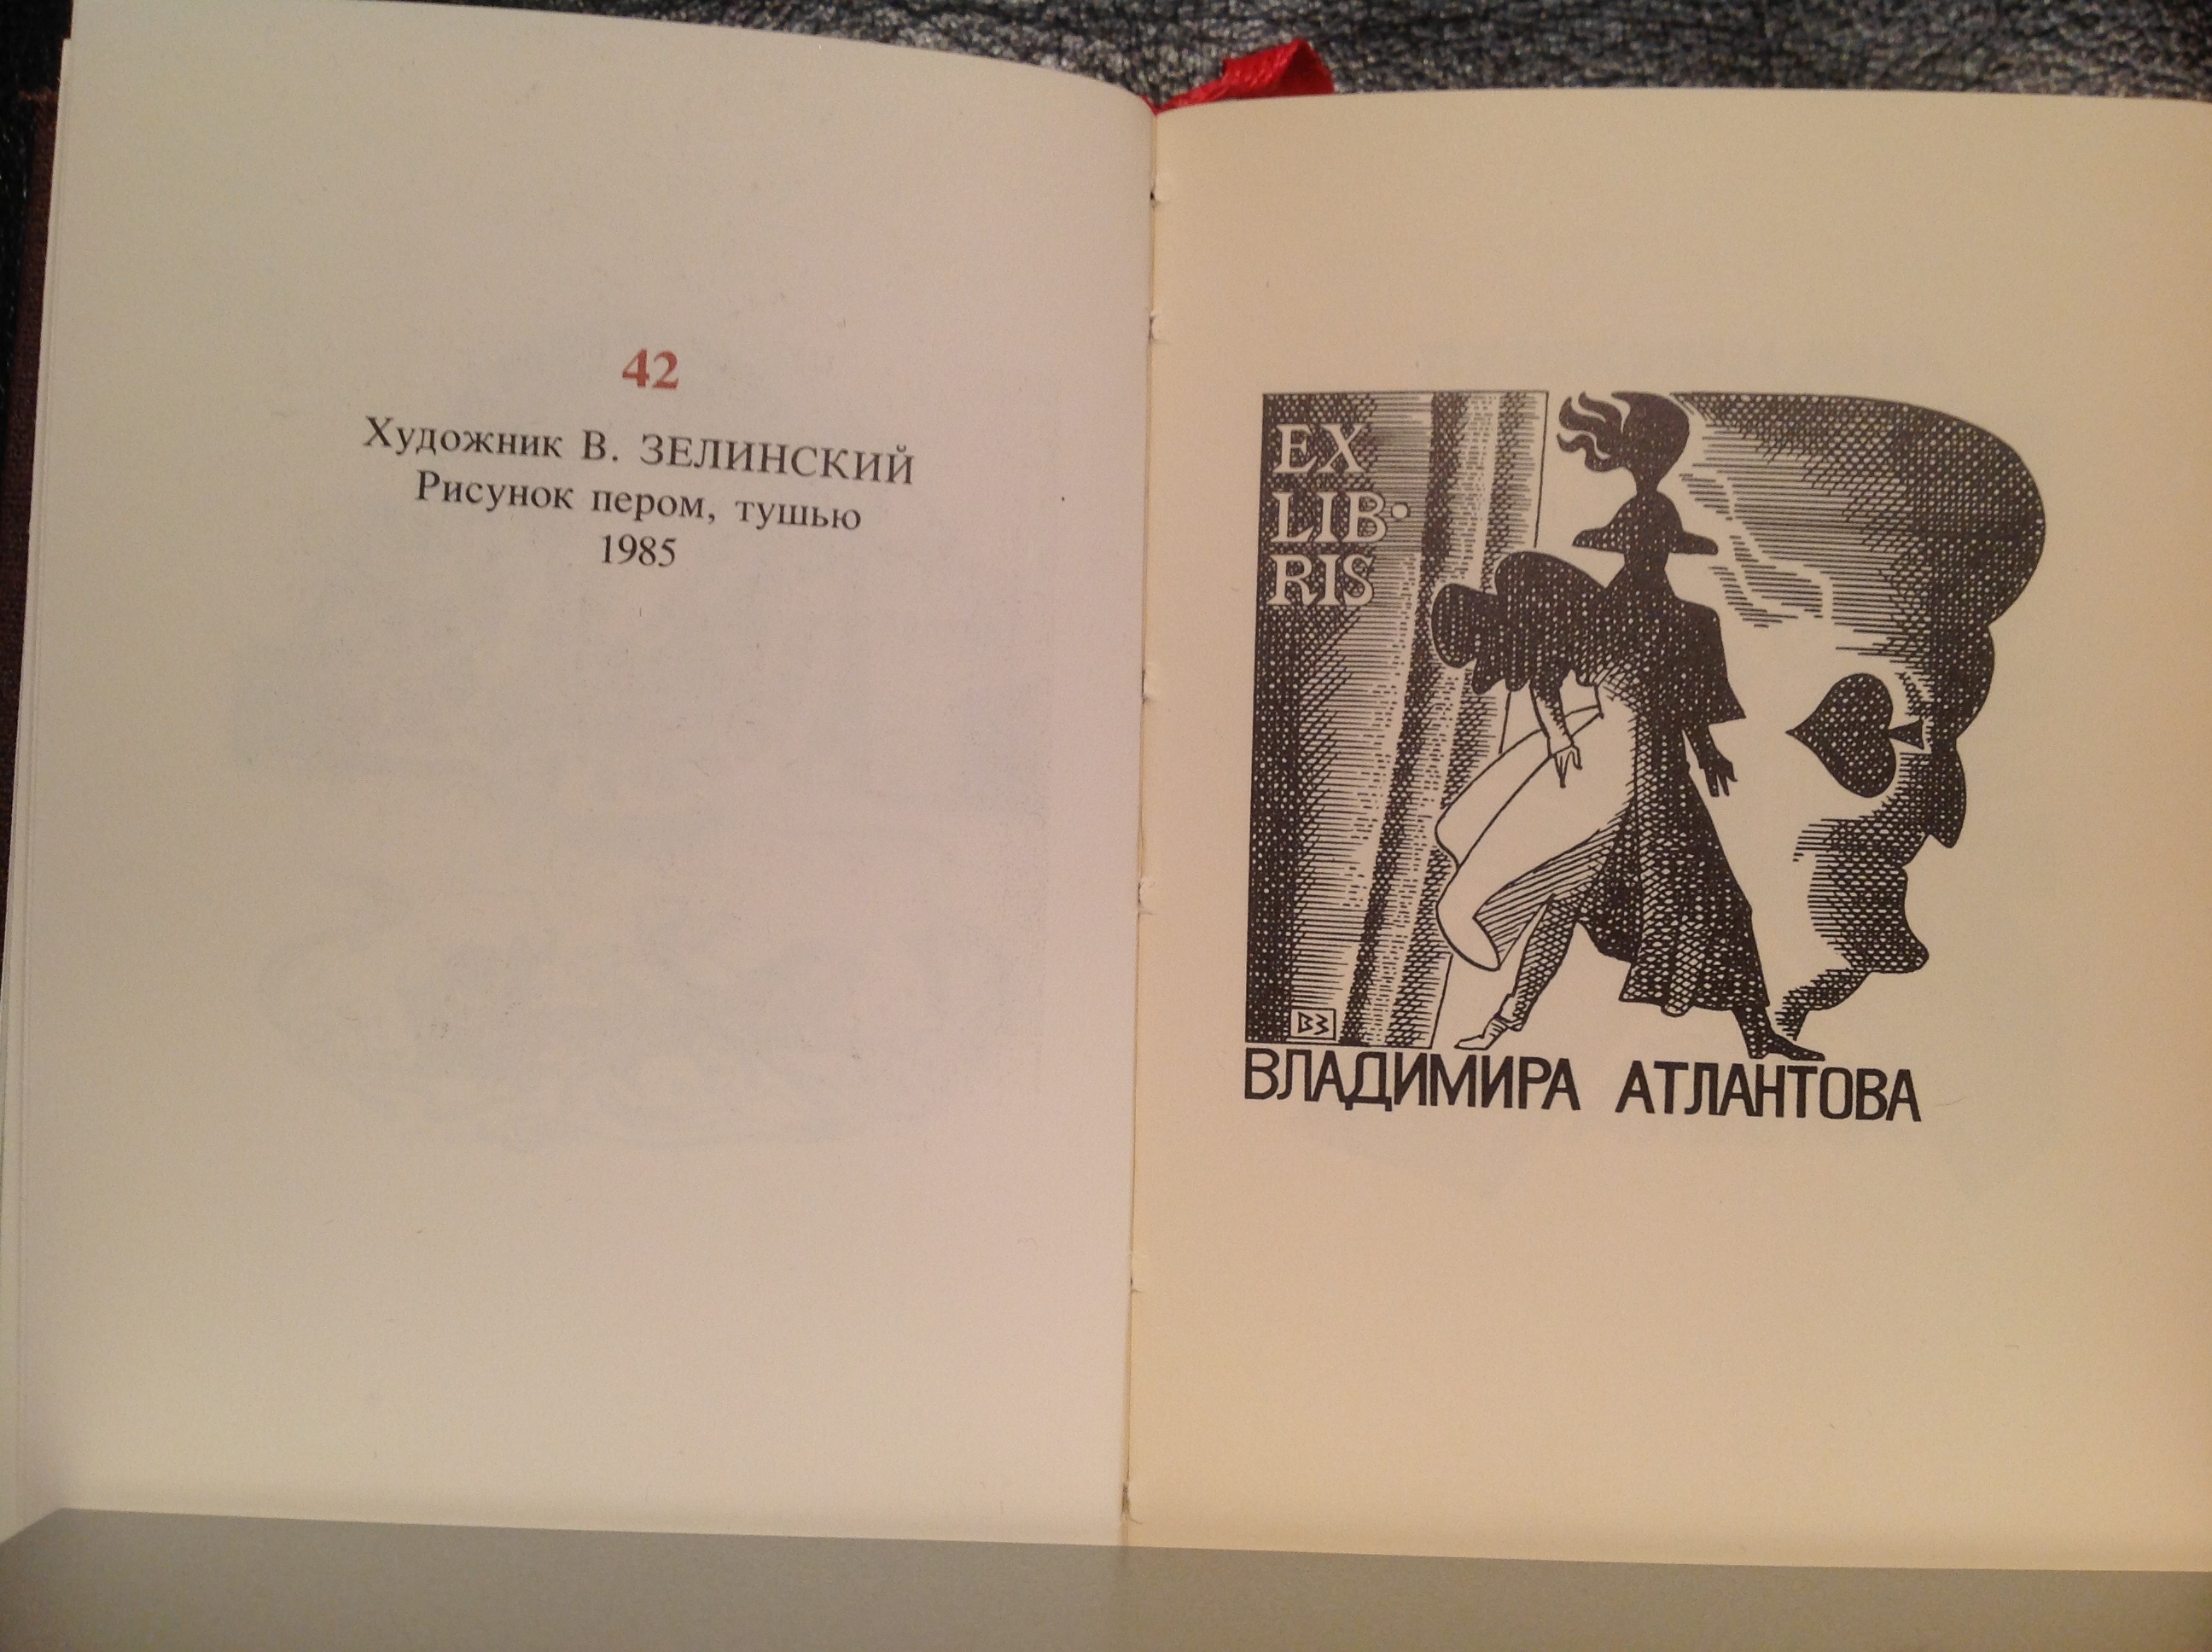 42
Художник В. ЗЕЛИНСКИЙ
Рисунок пером, тушью
1985
EX
LIB-
RIS
ВЗ
ВЛАДИМИРА АТЛАНТОВА